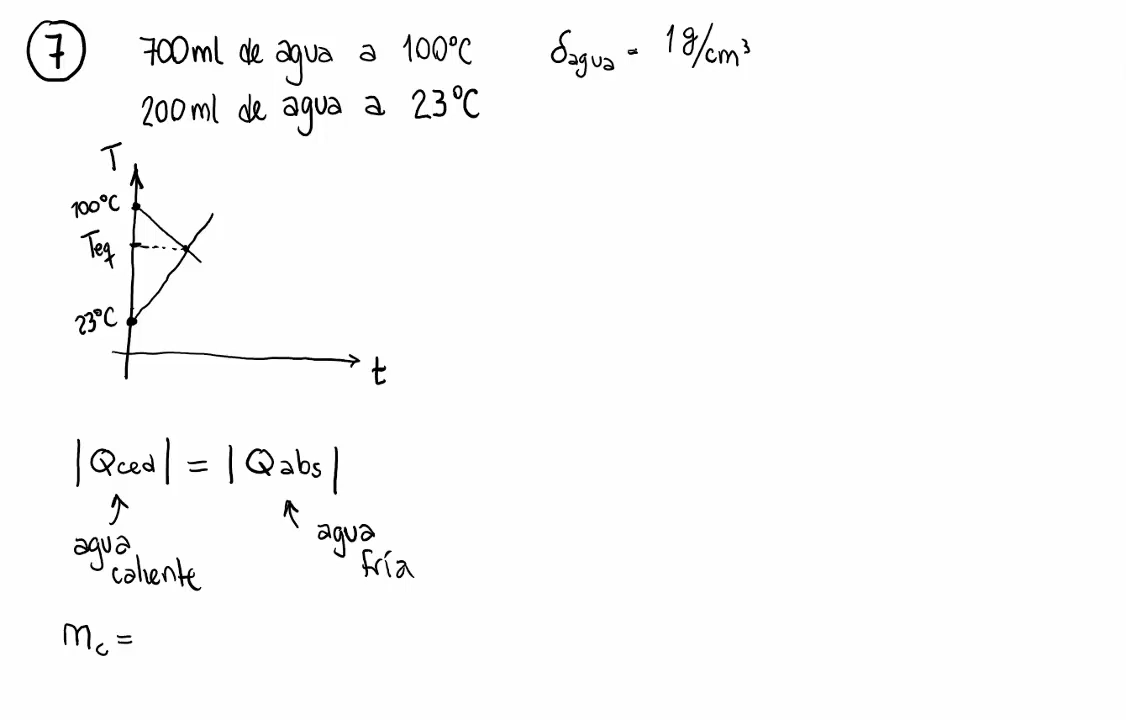 7
700ml de agua a 100°C
δagua = 1g/cm³
200ml de agua a 23°C
T
100°C
Teq
23°C
t
|Qced| = |Qabs|
agua caliente
agua fría
mc =